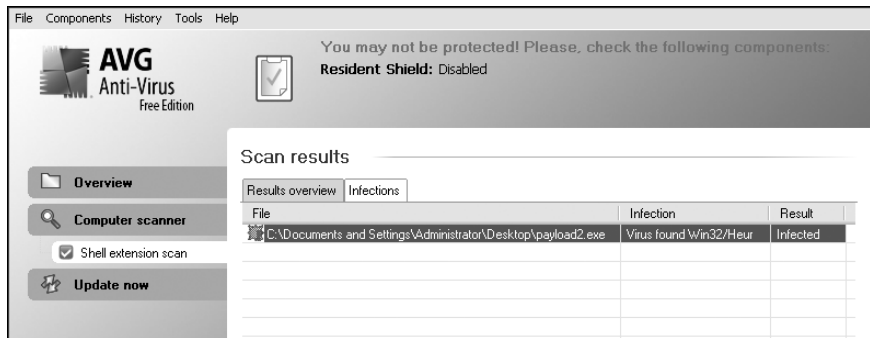 File Components History Tools Help
AVG
Anti-Virus
Free Edition
You may not be protected! Please, check the following components:
Resident Shield: Disabled
Scan results
Overview
Computer scanner
Shell extension scan
Update now
Results overview Infections
File Infection Result
C:\Documents and Settings\Administrator\Desktop\payload2.exe Virus found Win32/Heur Infected